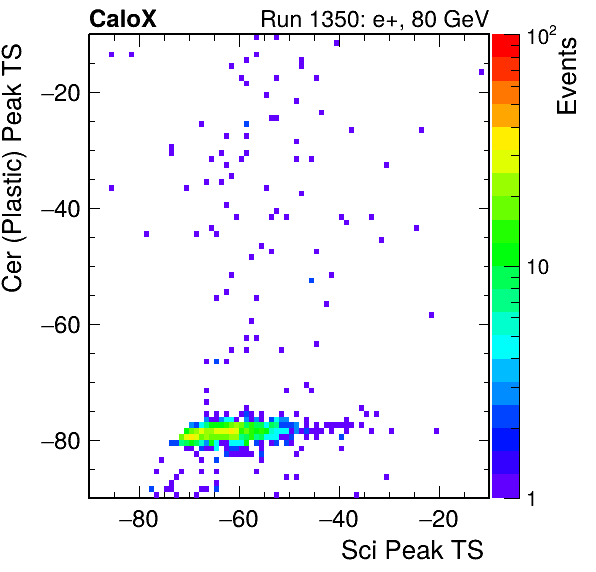 CaloX Run 1350: e+, 80 GeV
Cer (Plastic) Peak TS
−20
−40
−60
−80
−80 −60 −40 −20
Sci Peak TS
10²
10
1
Events